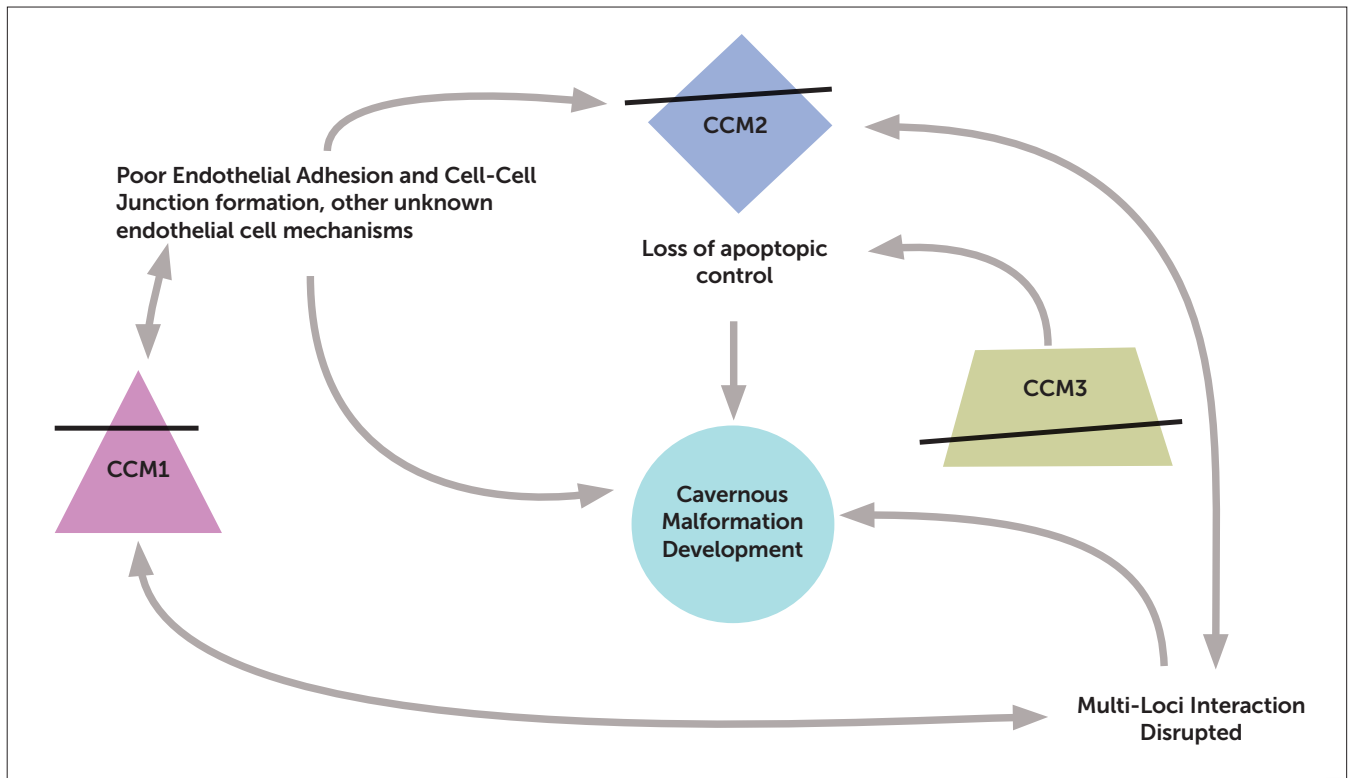 CCM2
Poor Endothelial Adhesion and Cell-Cell
Junction formation, other unknown
endothelial cell mechanisms
Loss of apoptopic
control
CCM3
CCM1
Cavernous
Malformation
Development
Multi-Loci Interaction
Disrupted